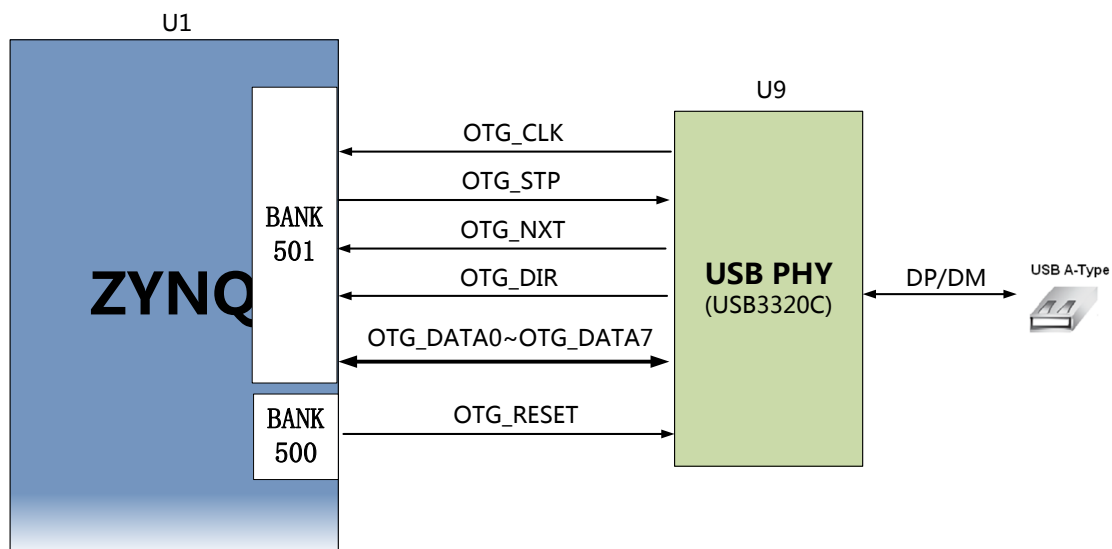 U1
U9
OTG_CLK
OTG_STP
BANK
501
OTG_NXT
ZYNQ
OTG_DIR
USB PHY
(USB3320C)
DP/DM
USB A-Type
OTG_DATA0~OTG_DATA7
BANK
500
OTG_RESET